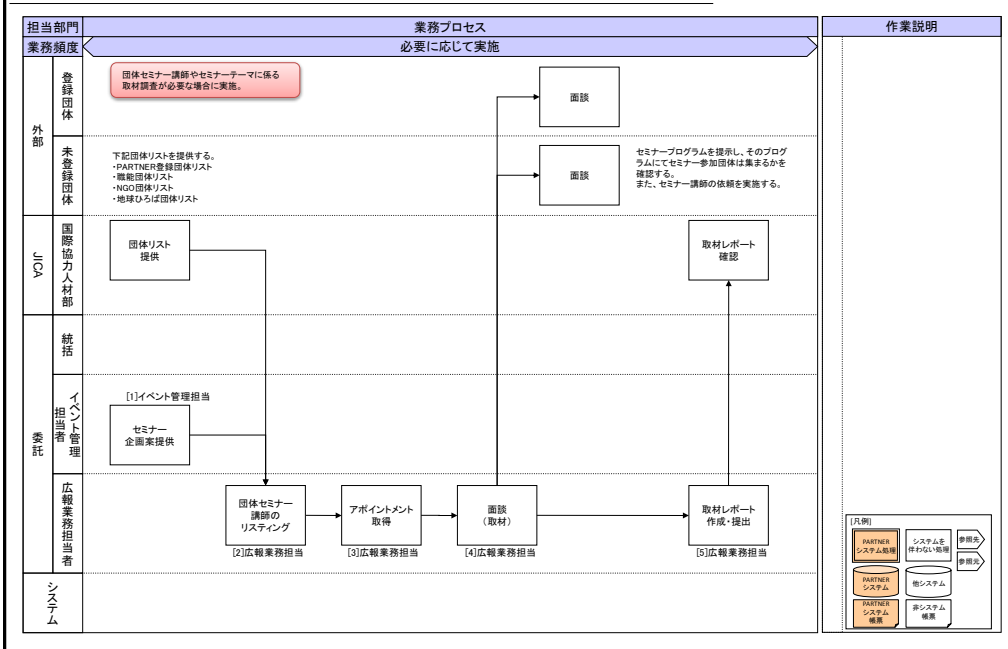 担当部門
業務プロセス
作業説明
業務頻度
必要に応じて実施
外部
登録団体
団体セミナー講師やセミナーテーマに係る
取材調査が必要な場合に実施。
面談
未登録団体
下記団体リストを提供する。
・PARTNER登録団体リスト
・職能団体リスト
・NGO団体リスト
・地球ひろば団体リスト
面談
セミナープログラムを提示し、そのプログ
ラムにてセミナー参加団体は集まるかを
確認する。
また、セミナー講師の依頼を実施する。
JICA
国際協力人材部
団体リスト
提供
取材レポート
確認
委託
統括
イベント管理
担当者
[1]イベント管理担当
セミナー
企画案提供
広報業務担当者
団体セミナー
講師の
リスティング
[2]広報業務担当
アポイントメント
取得
[3]広報業務担当
面談
（取材）
[4]広報業務担当
取材レポート
作成・提出
[5]広報業務担当
システム
[凡例]
PARTNER
システム処理
システムを
伴わない処理
参照先
参照元
PARTNER
システム
他システム
PARTNER
システム
帳票
非システム
帳票